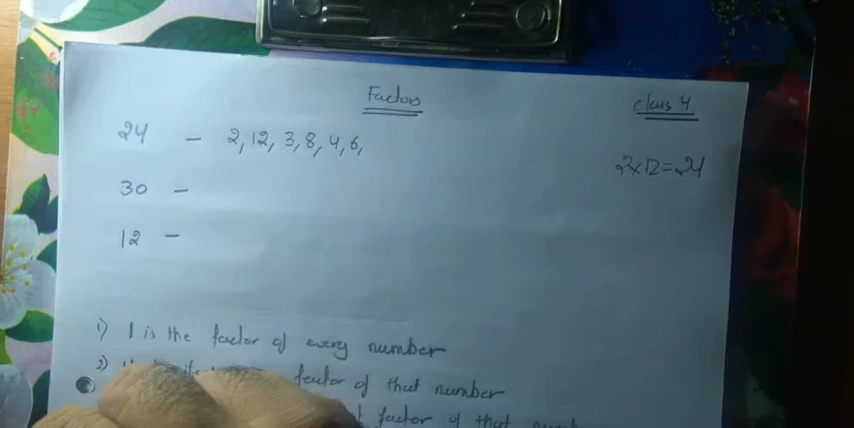 Factors
Class 4
24 – 2, 12, 3, 8, 4, 6,
2×12=24
30 –
12 –
1) 1 is the factor of every number
2) factor of that number
factor of that